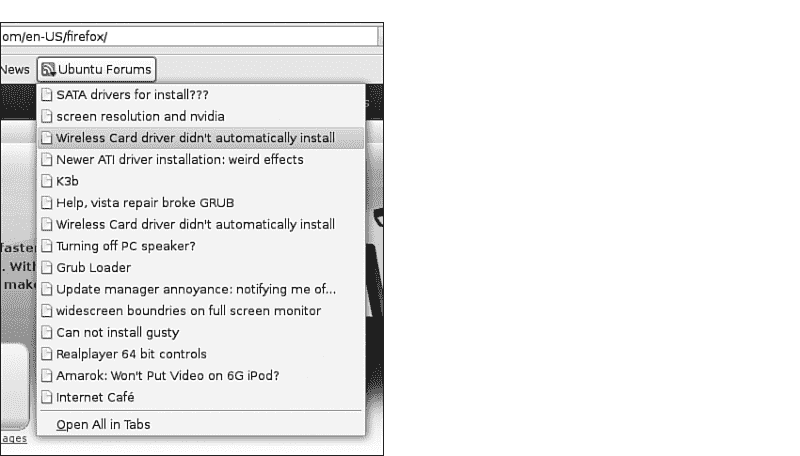 om/en-US/firefox/
News Ubuntu Forums
SATA drivers for install???
screen resolution and nvidia
Wireless Card driver didn't automatically install
Newer ATI driver installation: weird effects
K3b
Help, vista repair broke GRUB
Wireless Card driver didn't automatically install
Turning off PC speaker?
faster
Grub Loader
. With
Update manager annoyance: notifying me of...
make
widescreen boundries on full screen monitor
Can not install gusty
Realplayer 64 bit controls
Amarok: Won't Put Video on 6G iPod?
Internet Café
Open All in Tabs
ages